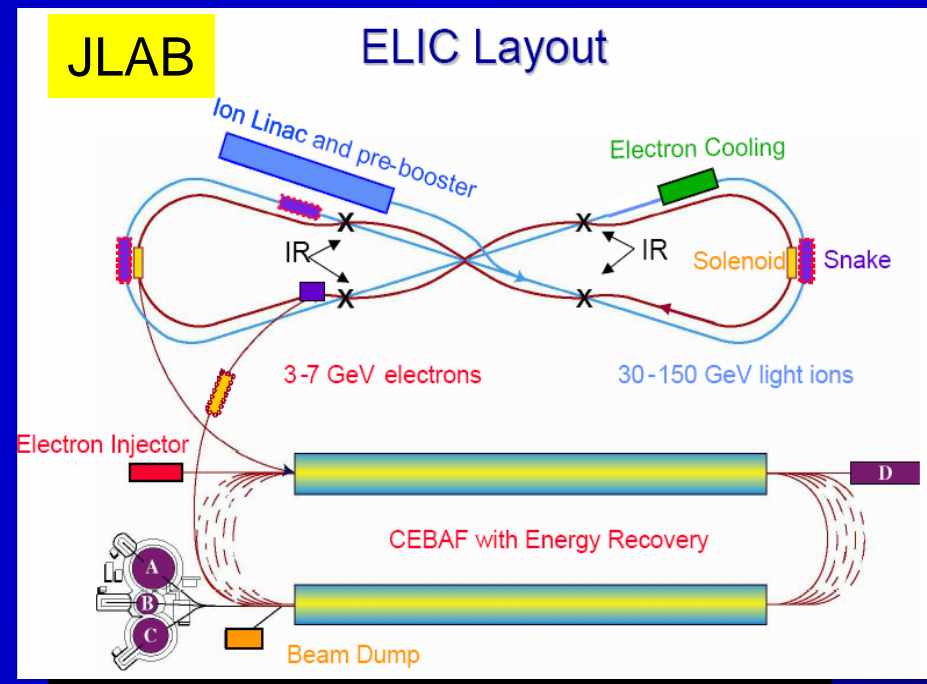 JLAB
ELIC Layout
Ion Linac and pre-booster
Electron Cooling
X
X
IR
IR
Solenoid
Snake
X
X
3-7 GeV electrons
30-150 GeV light ions
Electron Injector
D
CEBAF with Energy Recovery
A
B
C
Beam Dump